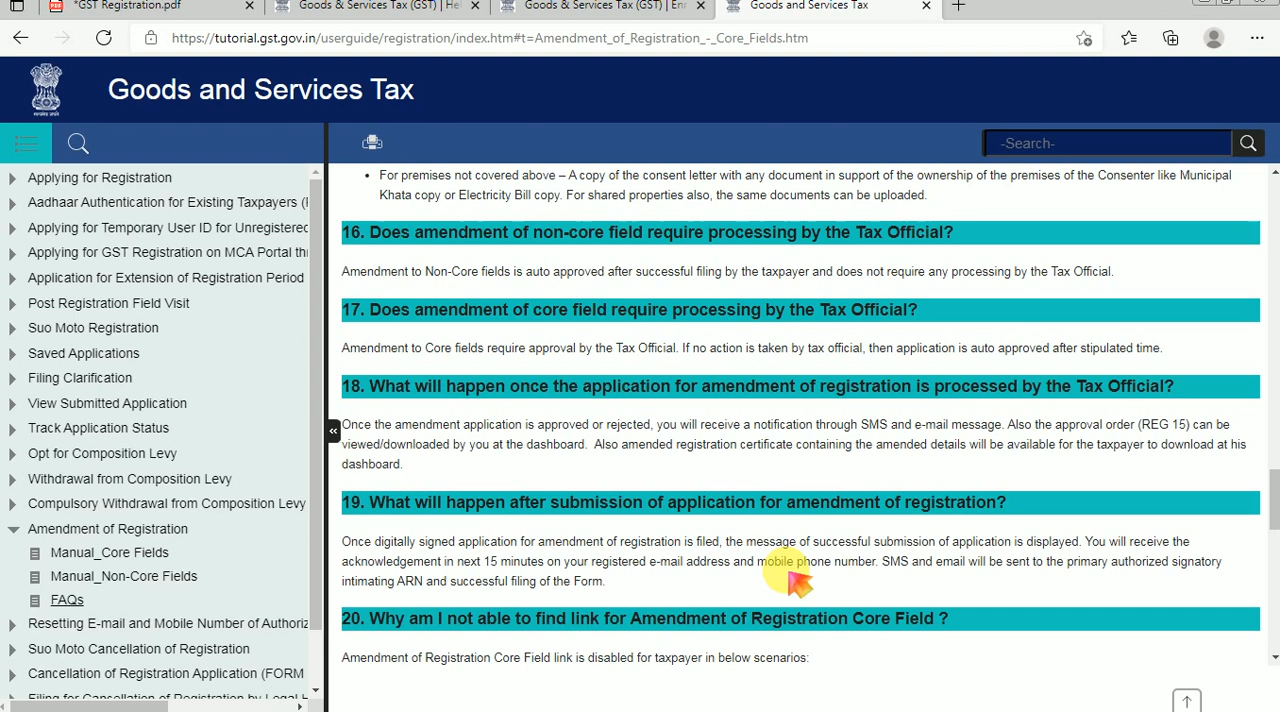 *GST Registration.pdf
Goods & Services Tax (GST) | He
Goods & Services Tax (GST) | En
Goods and Services Tax
https://tutorial.gst.gov.in/userguide/registration/index.htm#t=Amendment_of_Registration_-_Core_Fields.htm
Goods and Services Tax
-Search-
Applying for Registration
Aadhaar Authentication for Existing Taxpayers (
Applying for Temporary User ID for Unregistered
Applying for GST Registration on MCA Portal thr
Application for Extension of Registration Period
Post Registration Field Visit
Suo Moto Registration
Saved Applications
Filing Clarification
View Submitted Application
Track Application Status
Opt for Composition Levy
Withdrawal from Composition Levy
Compulsory Withdrawal from Composition Levy
Amendment of Registration
Manual_Core Fields
Manual_Non-Core Fields
FAQs
Resetting E-mail and Mobile Number of Authoriz
Suo Moto Cancellation of Registration
Cancellation of Registration Application (FORM
Filing for Cancellation of Registration by Legal H
• For premises not covered above – A copy of the consent letter with any document in support of the ownership of the premises of the Consenter like Municipal
Khata copy or Electricity Bill copy. For shared properties also, the same documents can be uploaded.
16. Does amendment of non-core field require processing by the Tax Official?
Amendment to Non-Core fields is auto approved after successful filing by the taxpayer and does not require any processing by the Tax Official.
17. Does amendment of core field require processing by the Tax Official?
Amendment to Core fields require approval by the Tax Official. If no action is taken by tax official, then application is auto approved after stipulated time.
18. What will happen once the application for amendment of registration is processed by the Tax Official?
Once the amendment application is approved or rejected, you will receive a notification through SMS and e-mail message. Also the approval order (REG 15) can be
viewed/downloaded by you at the dashboard. Also amended registration certificate containing the amended details will be available for the taxpayer to download at his
dashboard.
19. What will happen after submission of application for amendment of registration?
Once digitally signed application for amendment of registration is filed, the message of successful submission of application is displayed. You will receive the
acknowledgement in next 15 minutes on your registered e-mail address and mobile phone number. SMS and email will be sent to the primary authorized signatory
intimating ARN and successful filing of the Form.
20. Why am I not able to find link for Amendment of Registration Core Field ?
Amendment of Registration Core Field link is disabled for taxpayer in below scenarios: